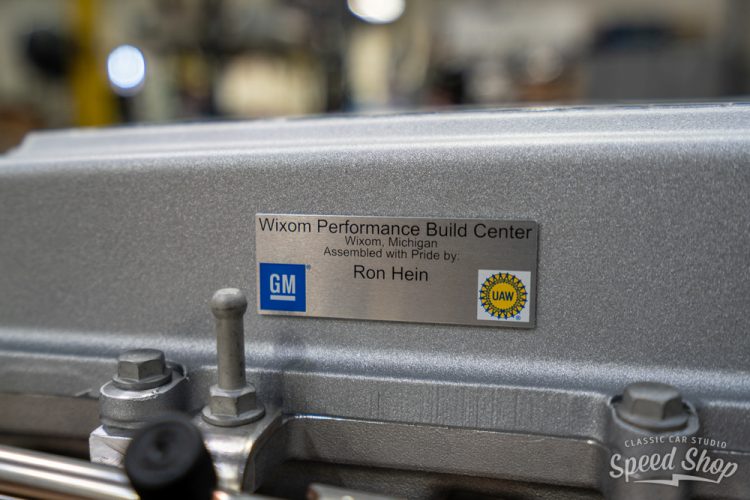 Wixom Performance Build Center
Wixom, Michigan
Assembled with Pride by:
Ron Hein
GM®
UAW®
CLASSIC CAR STUDIO
Speed Shop